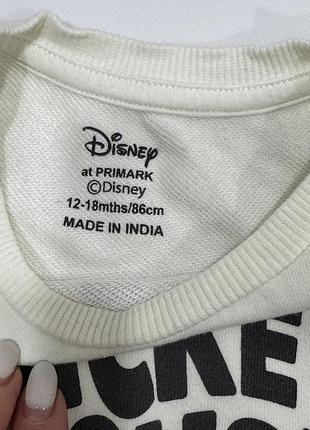 Disney
at PRIMARK
©Disney
12-18mths/86cm
MADE IN INDIA